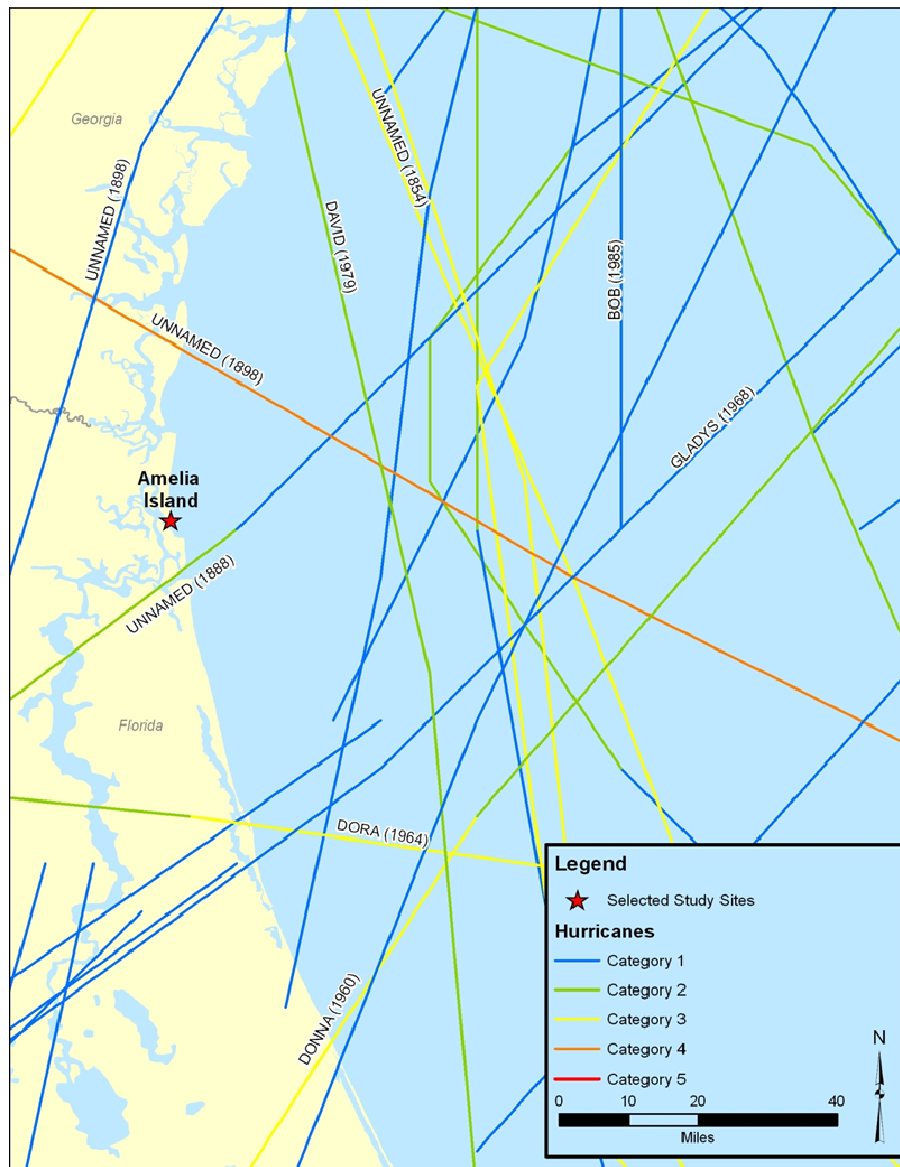 Georgia
UNNAMED (1898)
UNNAMED (1854)
DAVID (1979)
BOB (1985)
UNNAMED (1898)
GLADYS (1968)
Amelia
Island
UNNAMED (1888)
Florida
DORA (1964)
DONNA (1960)
Legend
Selected Study Sites
Hurricanes
Category 1
Category 2
Category 3
Category 4
Category 5
N
0 10 20 40
Miles